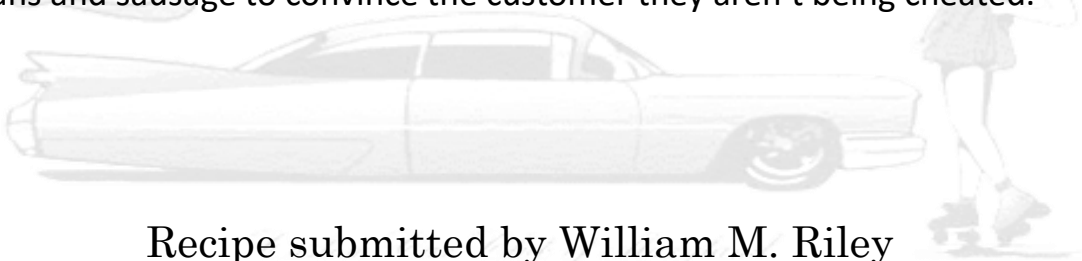 and sausage to convince the customer they aren't being cheated.
Recipe submitted by William M. Riley